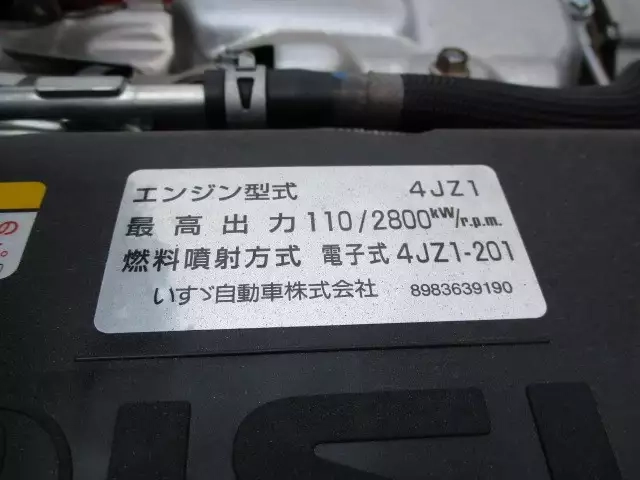 エンジン型式 4JZ1
最高出力 110/2800kW/r.p.m.
燃料噴射方式 電子式 4JZ1-201
いすゞ自動車株式会社 8983639190